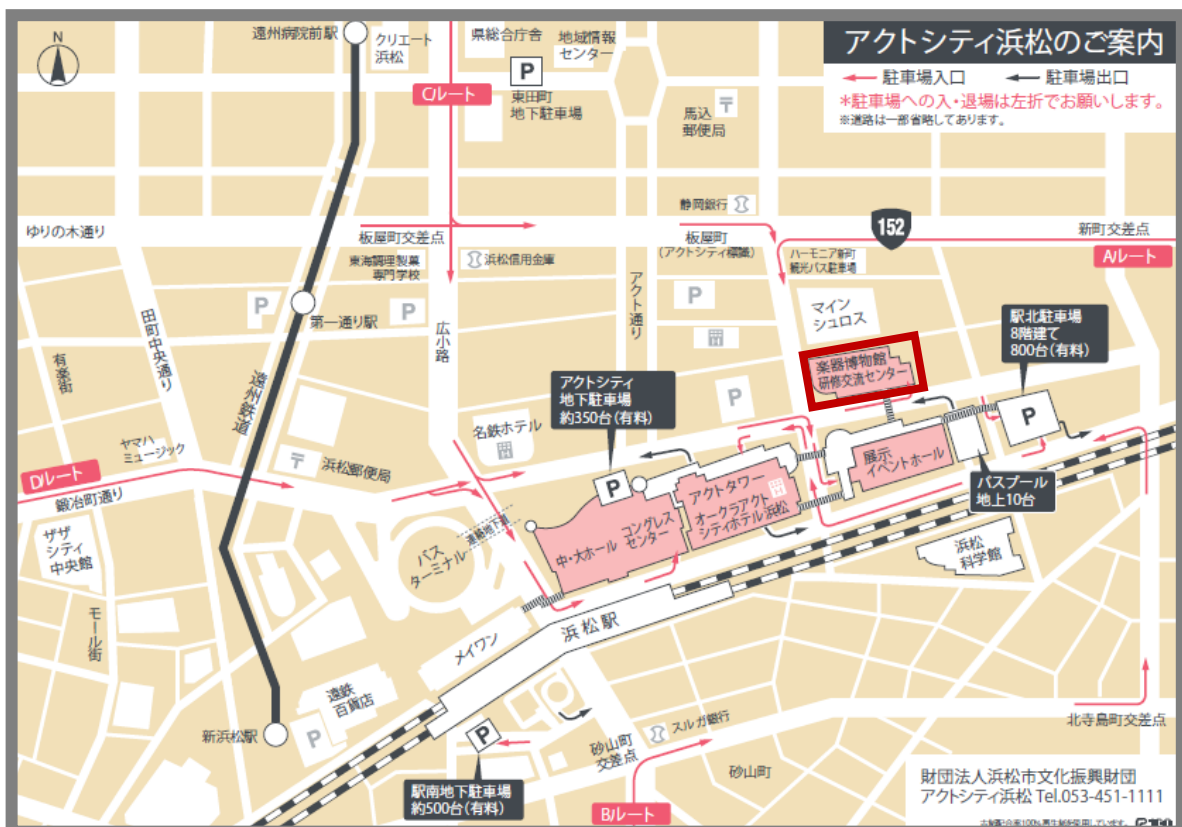 アクトシティ浜松のご案内
駐車場入口
駐車場出口
*駐車場への入・退場は左折でお願いします。
※道路は一部省略してあります。
N
遠州病院前駅
クリエート
浜松
県総合庁舎
地域情報
センター
Cルート
P
東田町
地下駐車場
馬込
郵便局
静岡銀行
ゆりの木通り
板屋町交差点
板屋町
(アクトシティ標識)
152
新町交差点
Aルート
東海調理製菓
専門学校
浜松信用金庫
ハーモニア新町
観光バス駐車場
アクト通り
マイン
シュロス
田町中央通り
P
第一通り駅
P
広小路
P
駅北駐車場
8階建て
800台(有料)
有楽街
遠州鉄道
アクトシティ
地下駐車場
約350台(有料)
楽器博物館
研修交流センター
P
P
名鉄ホテル
ヤマハ
ミュージック
浜松郵便局
展示
イベントホール
Dルート
鍛冶町通り
P
アクトタワー
オークラアクト
シティホテル浜松
バスプール
地上10台
コングレス
センター
中・大ホール
連絡地下道
バス
ターミナル
ザザ
シティ
中央館
浜松
科学館
モール街
メイワン
浜松駅
遠鉄
百貨店
新浜松駅
P
P
スルガ銀行
砂山町
交差点
北寺島町交差点
砂山町
駅南地下駐車場
約500台(有料)
Bルート
財団法人浜松市文化振興財団
アクトシティ浜松 Tel.053-451-1111